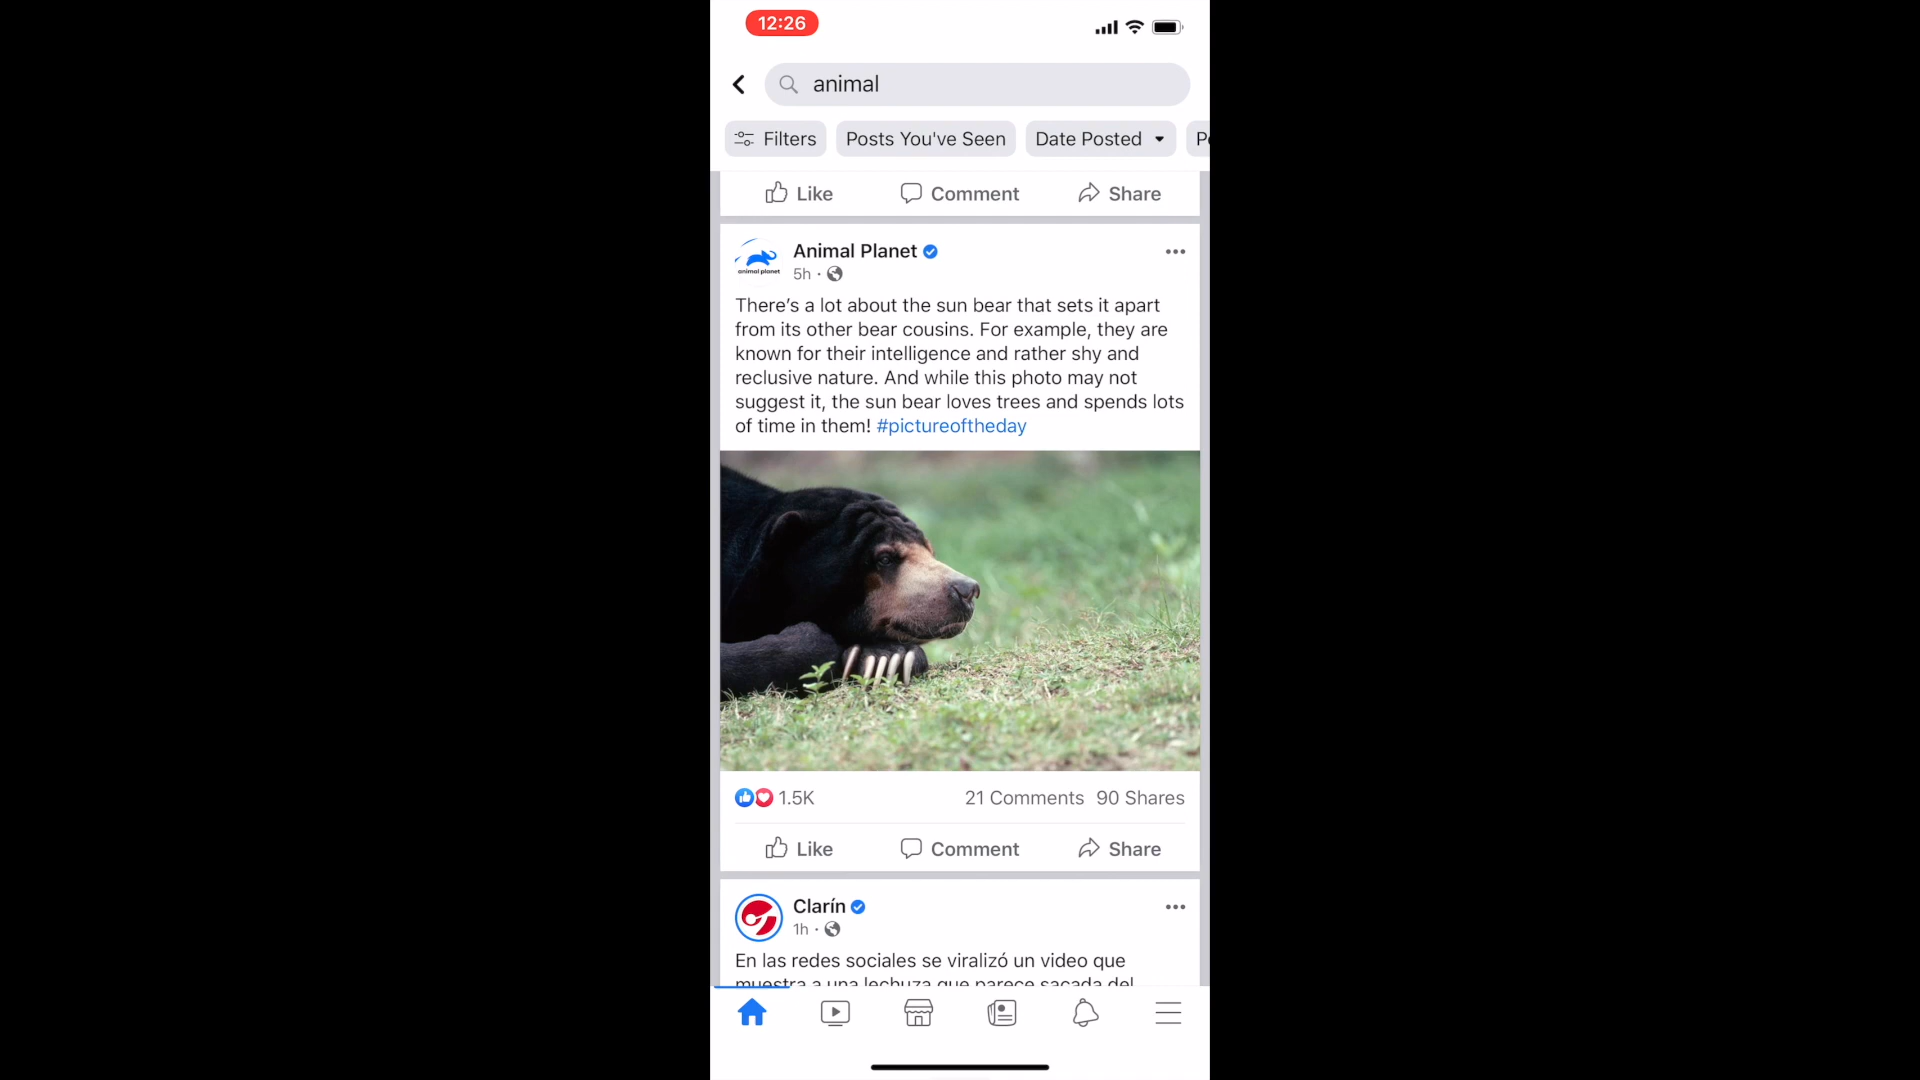 12:26
animal
Filters
Posts You've Seen
Date Posted
Like
Comment
Share
animal planet
Animal Planet
5h ·
There’s a lot about the sun bear that sets it apart
from its other bear cousins. For example, they are
known for their intelligence and rather shy and
reclusive nature. And while this photo may not
suggest it, the sun bear loves trees and spends lots
of time in them! #pictureoftheday
1.5K
21 Comments 90 Shares
Like
Comment
Share
Clarín
1h ·
En las redes sociales se viralizó un video que
muestra a una lechuza que parece sacada del